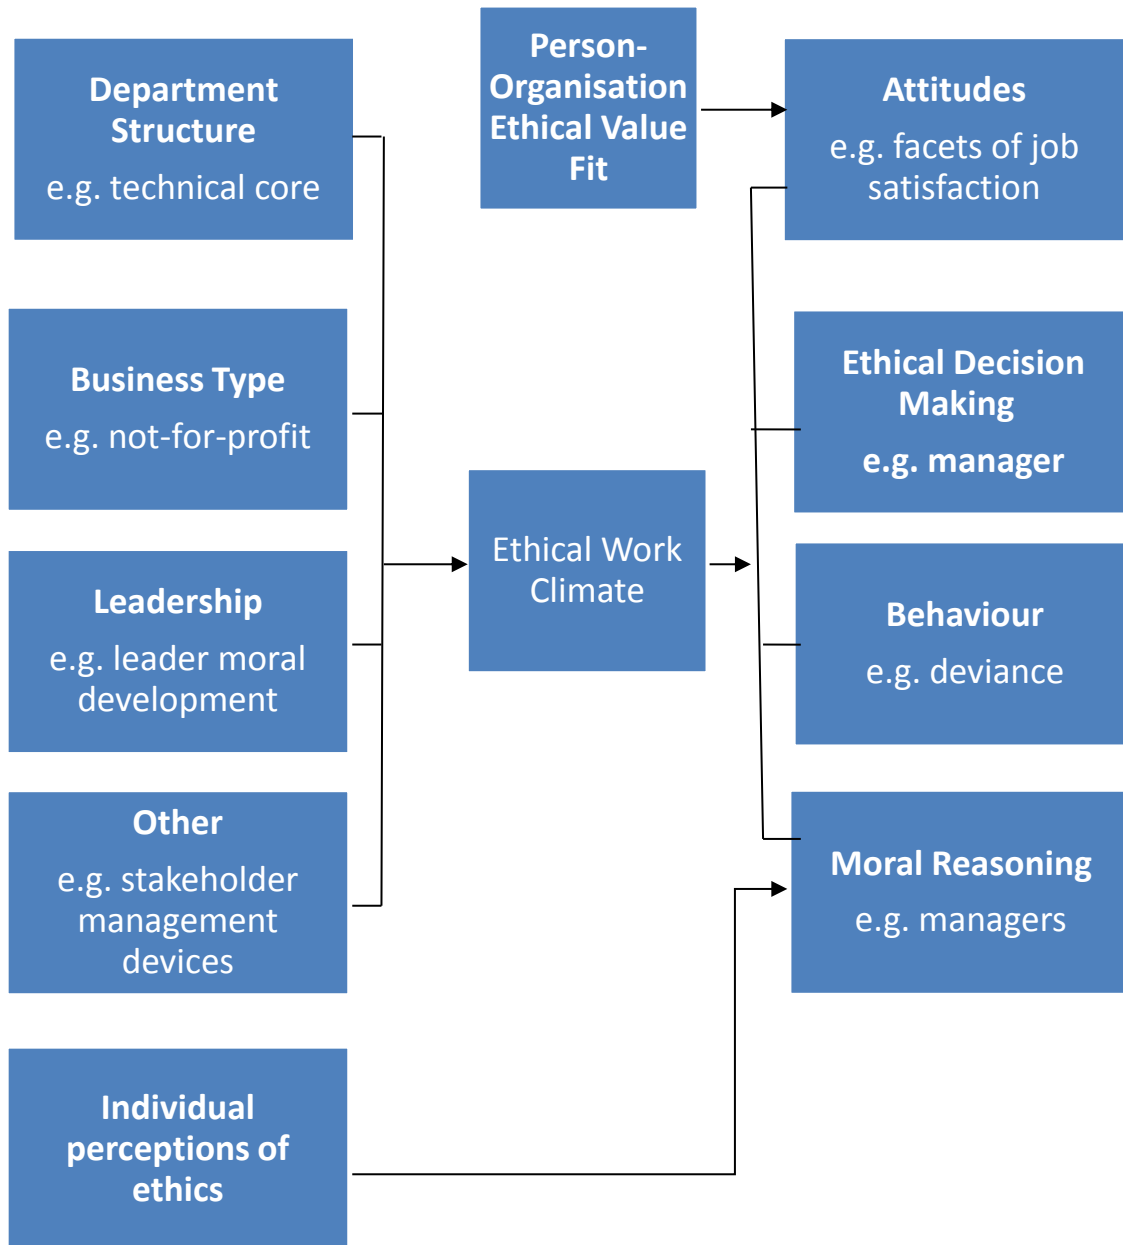 Department
Structure
e.g. technical core
Person-
Organisation
Ethical Value
Fit
Attitudes
e.g. facets of job
satisfaction
Business Type
e.g. not-for-profit
Ethical Decision
Making
e.g. manager
Ethical Work
Climate
Leadership
e.g. leader moral
development
Behaviour
e.g. deviance
Other
e.g. stakeholder
management
devices
Moral Reasoning
e.g. managers
Individual
perceptions of
ethics